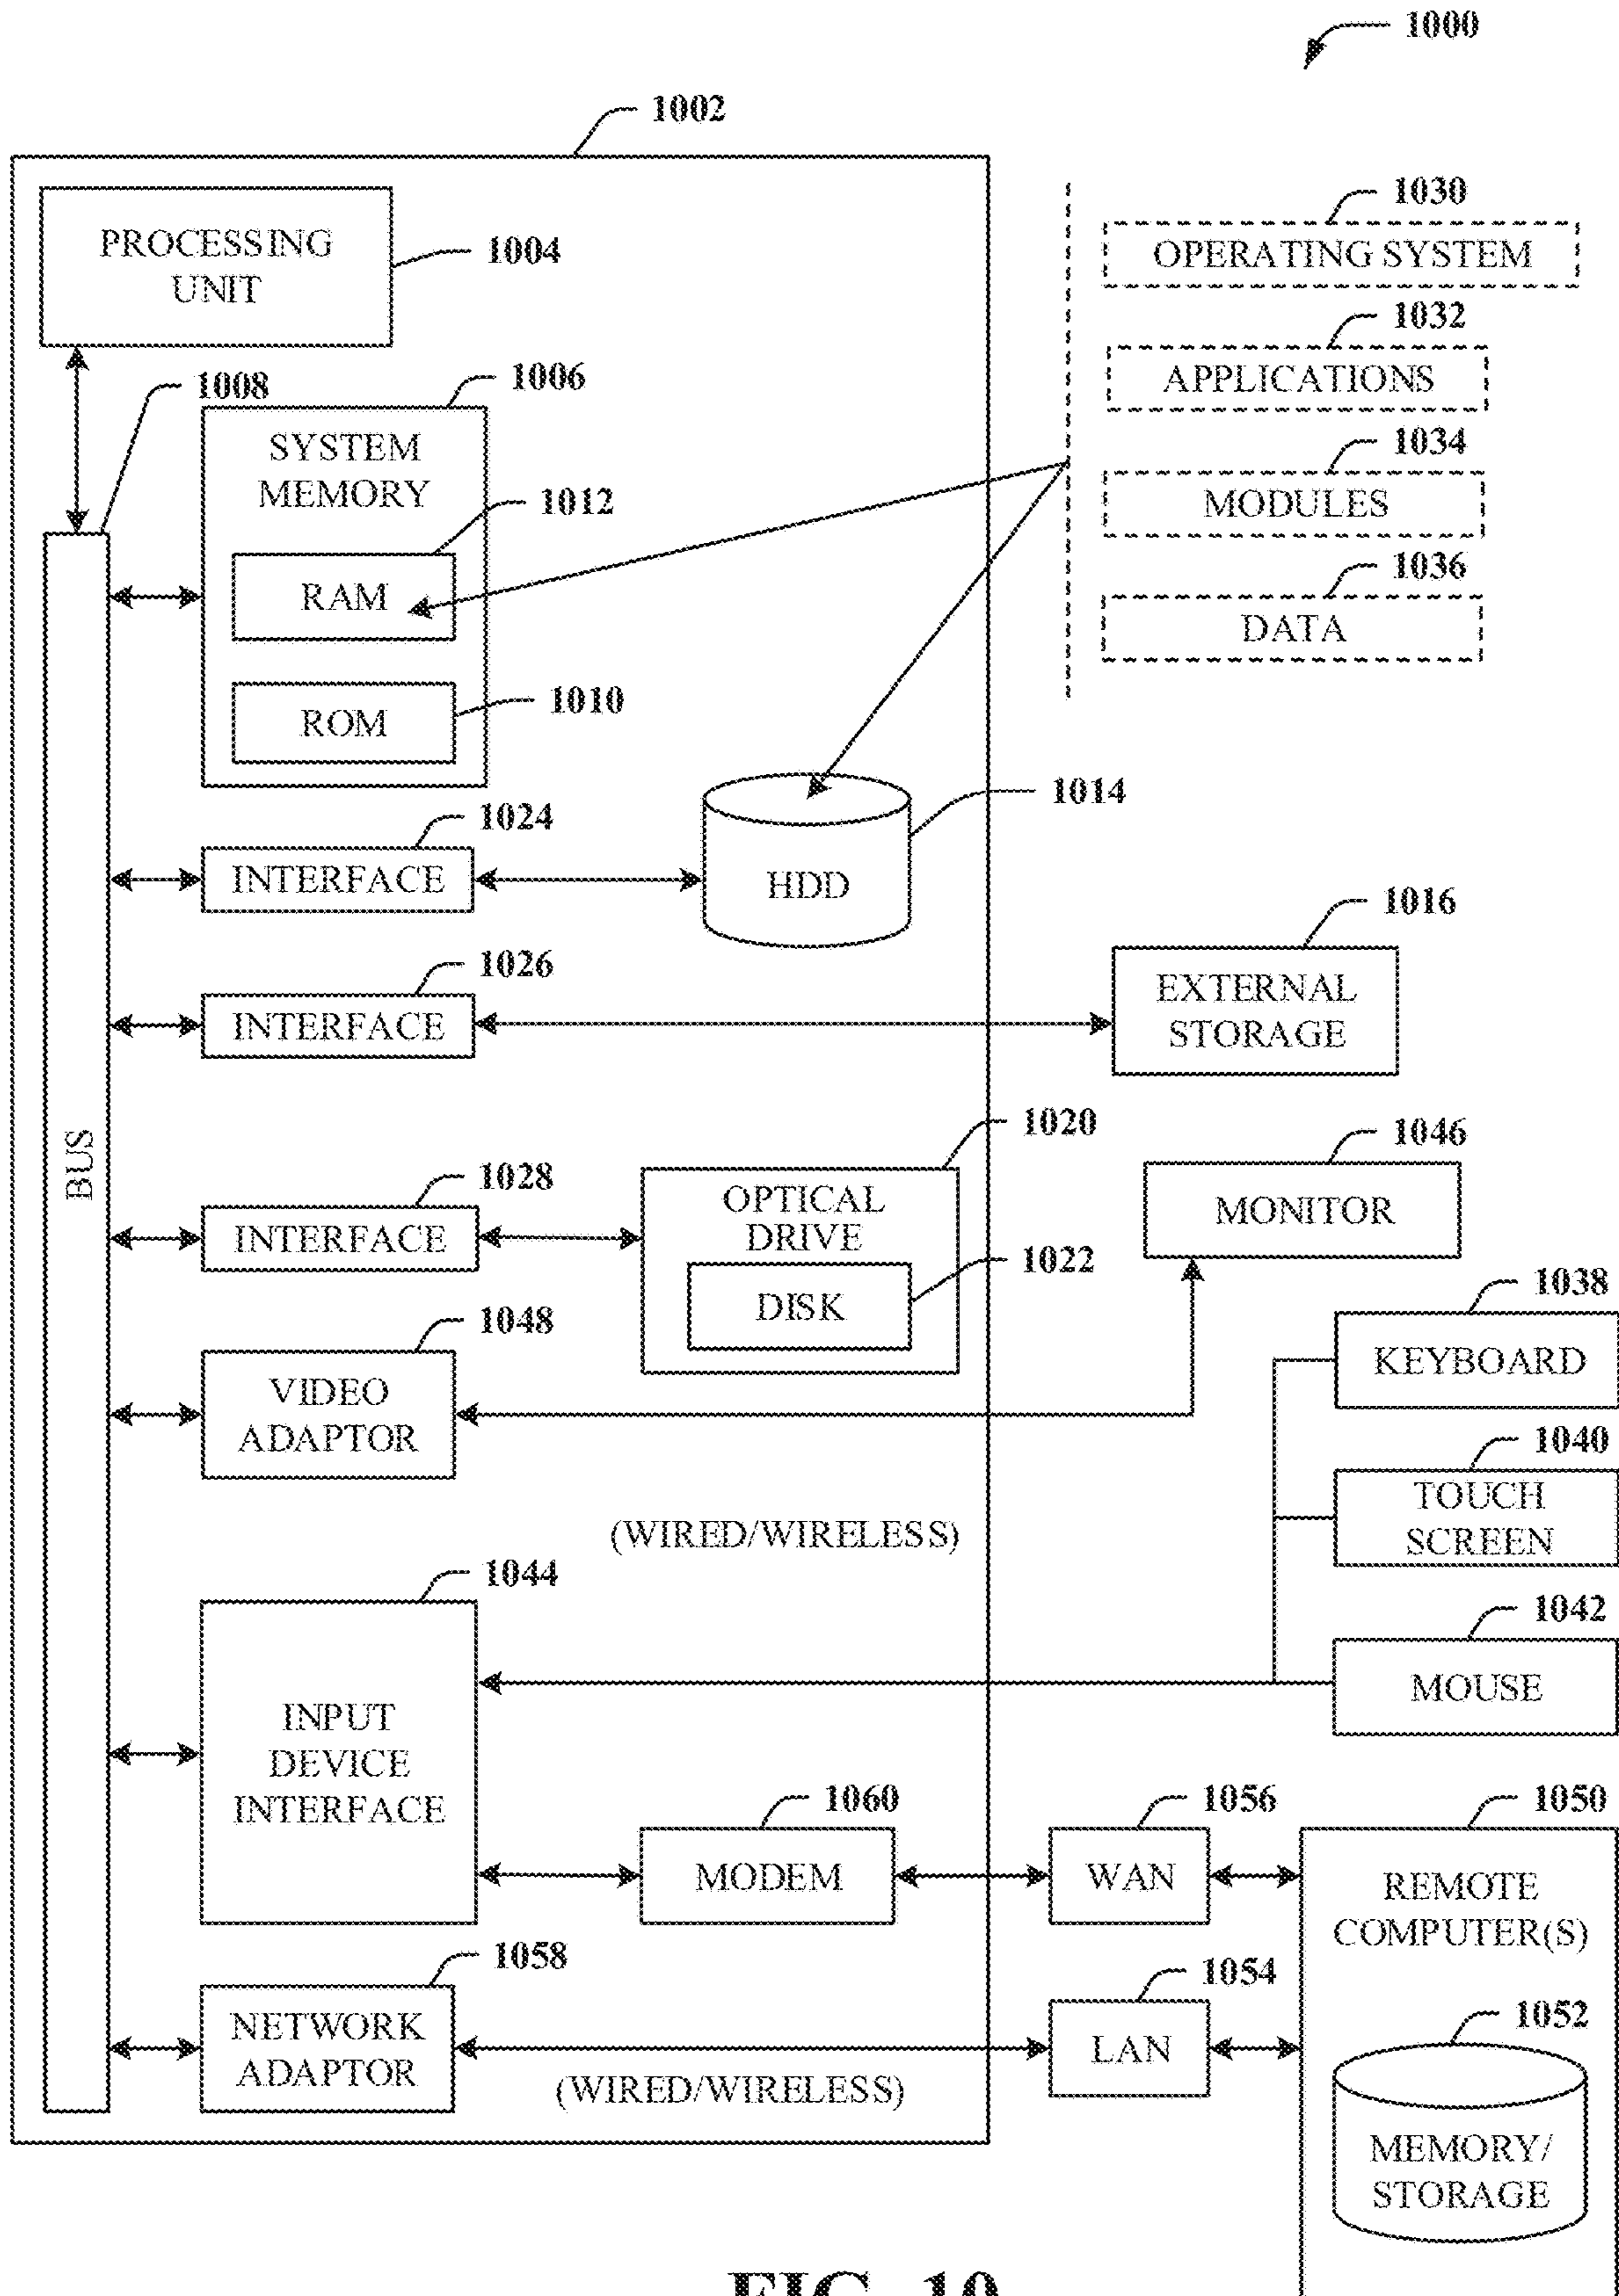 1000
1002
PROCESSING
UNIT
1004
1030
OPERATING SYSTEM
1032
APPLICATIONS
1034
MODULES
1036
DATA
1008
1006
SYSTEM
MEMORY
1012
RAM
1010
ROM
1024
INTERFACE
1014
HDD
1026
INTERFACE
1016
EXTERNAL
STORAGE
BUS
1028
INTERFACE
1020
OPTICAL
DRIVE
1022
DISK
1046
MONITOR
1048
VIDEO
ADAPTOR
1038
KEYBOARD
1040
TOUCH
SCREEN
(WIRED/WIRELESS)
1042
MOUSE
1044
INPUT
DEVICE
INTERFACE
1060
MODEM
1056
WAN
1050
REMOTE
COMPUTER(S)
1058
NETWORK
ADAPTOR
(WIRED/WIRELESS)
1054
LAN
1052
MEMORY/
STORAGE
FIG. 10